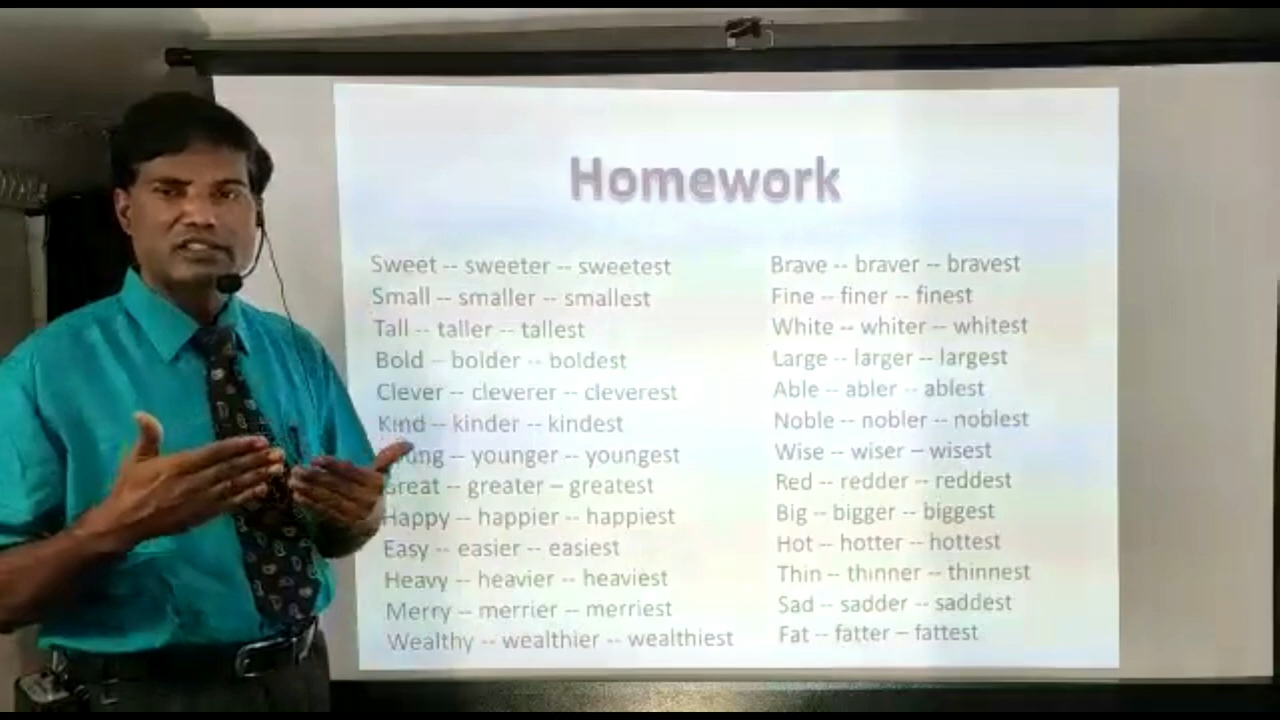 Homework
Sweet -- sweeter -- sweetest
Small -- smaller -- smallest
Tall -- taller -- tallest
Bold -- bolder -- boldest
Clever -- cleverer -- cleverest
Kind -- kinder -- kindest
-- younger -- youngest
Great -- greater – greatest
Happy -- happier -- happiest
Easy -- easier -- easiest
Heavy -- heavier -- heaviest
Merry -- merrier -- merriest
Wealthy -- wealthier -- wealthiest
Brave -- braver -- bravest
Fine -- finer -- finest
White -- whiter -- whitest
Large -- larger -- largest
Able -- abler -- ablest
Noble -- nobler -- noblest
Wise -- wiser – wisest
Red -- redder -- reddest
Big -- bigger -- biggest
Hot -- hotter -- hottest
Thin -- thinner -- thinnest
Sad -- sadder -- saddest
Fat -- fatter – fattest